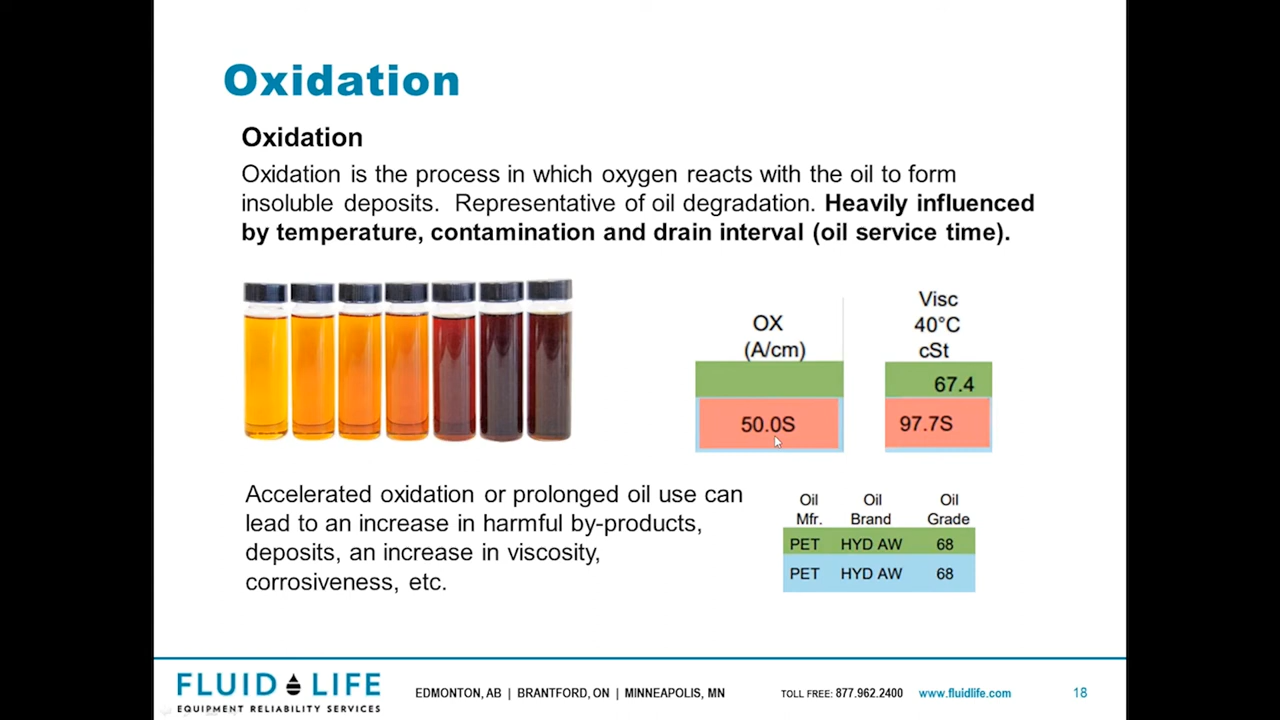 Oxidation
Oxidation
Oxidation is the process in which oxygen reacts with the oil to form
insoluble deposits. Representative of oil degradation. Heavily influenced
by temperature, contamination and drain interval (oil service time).
OX
(A/cm)
Visc
40°C
cSt
67.4
50.0S
97.7S
Accelerated oxidation or prolonged oil use can
lead to an increase in harmful by-products,
deposits, an increase in viscosity,
corrosiveness, etc.
Oil Oil Oil
Mfr. Brand Grade
PET HYD AW 68
PET HYD AW 68
FLUID LIFE
EQUIPMENT RELIABILITY SERVICES
EDMONTON, AB | BRANTFORD, ON | MINNEAPOLIS, MN
TOLL FREE: 877.962.2400 www.fluidlife.com
18